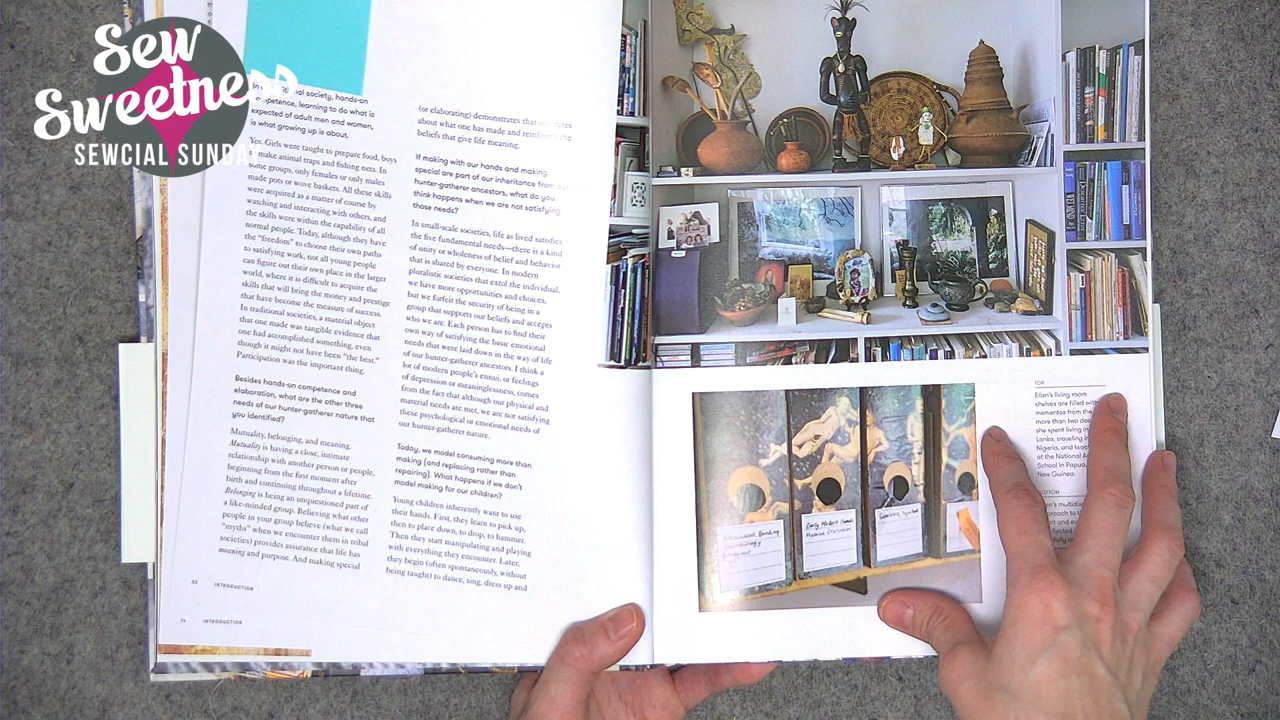 Sew
Sweetness
SEWCIAL SUNDAY
society, hands-on
competence, learning to do what is
expected of adult men and women,
is what growing up is about.
Yes. Girls were taught to prepare food, boys
to make animal traps and fishing nets. In
some groups, only females or only males
made pots or wove baskets. All these skills
were acquired as a matter of course by
watching and interacting with others, and
the skills were within the capability of all
normal people. Today, although they have
the "freedom" to choose their own paths
to satisfying work, not all young people
can figure out their own place in the larger
world, where it is difficult to acquire the
skills that will bring the money and prestige
that have become the measure of success.
In traditional societies, a material object
that one made was tangible evidence that
one had accomplished something, even
though it might not have been "the best."
Participation was the important thing.
Besides hands-on competence and
elaboration, what are the other three
needs of our hunter-gatherer nature that
you identified?
Mutuality, belonging, and meaning.
Mutuality is having a close, intimate
relationship with another person or people,
beginning from the first moment after
birth and continuing throughout a lifetime.
Belonging is being an unquestioned part of
a like-minded group. Believing what other
people in your group believe (what we call
"myths" when we encounter them in tribal
societies) provides assurance that life has
meaning and purpose. And making special
32 INTRODUCTION
34 INTRODUCTION
(or elaborating) demonstrates that one cares
about what one has made and reinforces the
beliefs that give life meaning.
If making with our hands and making
special are part of our inheritance from our
hunter-gatherer ancestors, what do you
think happens when we are not satisfying
those needs?
In small-scale societies, life as lived satisfies
the five fundamental needs—there is a kind
of unity or wholeness of belief and behavior
that is shared by everyone. In modern
pluralistic societies that extol the individual,
we have more opportunities and choices,
but we forfeit the security of being in a
group that supports our beliefs and accepts
who we are. Each person has to find their
own way of satisfying the basic emotional
needs that were laid down in the way of life
of our hunter-gatherer ancestors. I think a
lot of modern people's ennui, or feelings
of depression or meaninglessness, comes
from the fact that although our physical and
material needs are met, we are not satisfying
these psychological or emotional needs of
our hunter-gatherer nature.
Today, we model consuming more than
making (and replacing rather than
repairing). What happens if we don't
model making for our children?
Young children inherently want to use
their hands. First, they learn to pick up,
then to place down, to drop, to hammer.
Then they start manipulating and playing
with everything they encounter. Later,
they begin (often spontaneously, without
being taught) to dance, sing, dress up and
Early Modern Humans
Human Evolution
TOP
Ellen's living room
shelves are filled with
mementos from the
more than two
she spent living in
Lanka, traveling in
Nigeria, and
at the National
School in Papua
New Guinea.